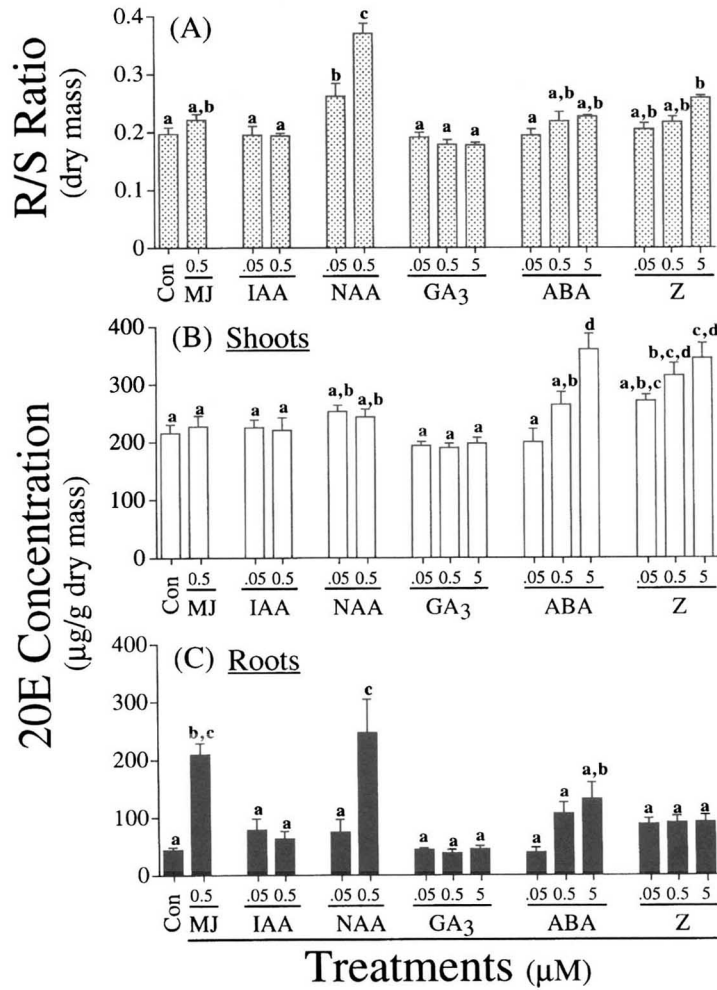 R/S Ratio
(dry mass)
(A)
0.4
0.3
0.2
0.1
0
a a,b a a b c a a a a a,b a,b a,b a,b b
Con 0.5 .05 0.5 .05 0.5 .05 0.5 5 .05 0.5 5 .05 0.5 5
MJ IAA NAA GA3 ABA Z
20E Concentration
(µg/g dry mass)
(B) Shoots
400
300
200
100
0
a a a a a,b a,b a a a a a,b d a,b,c b,c,d c,d
Con 0.5 .05 0.5 .05 0.5 .05 0.5 5 .05 0.5 5 .05 0.5 5
MJ IAA NAA GA3 ABA Z
(C) Roots
400
300
200
100
0
a b,c a a a c a a a a a a,b a a a
Con 0.5 .05 0.5 .05 0.5 .05 0.5 5 .05 0.5 5 .05 0.5 5
MJ IAA NAA GA3 ABA Z
Treatments (µM)